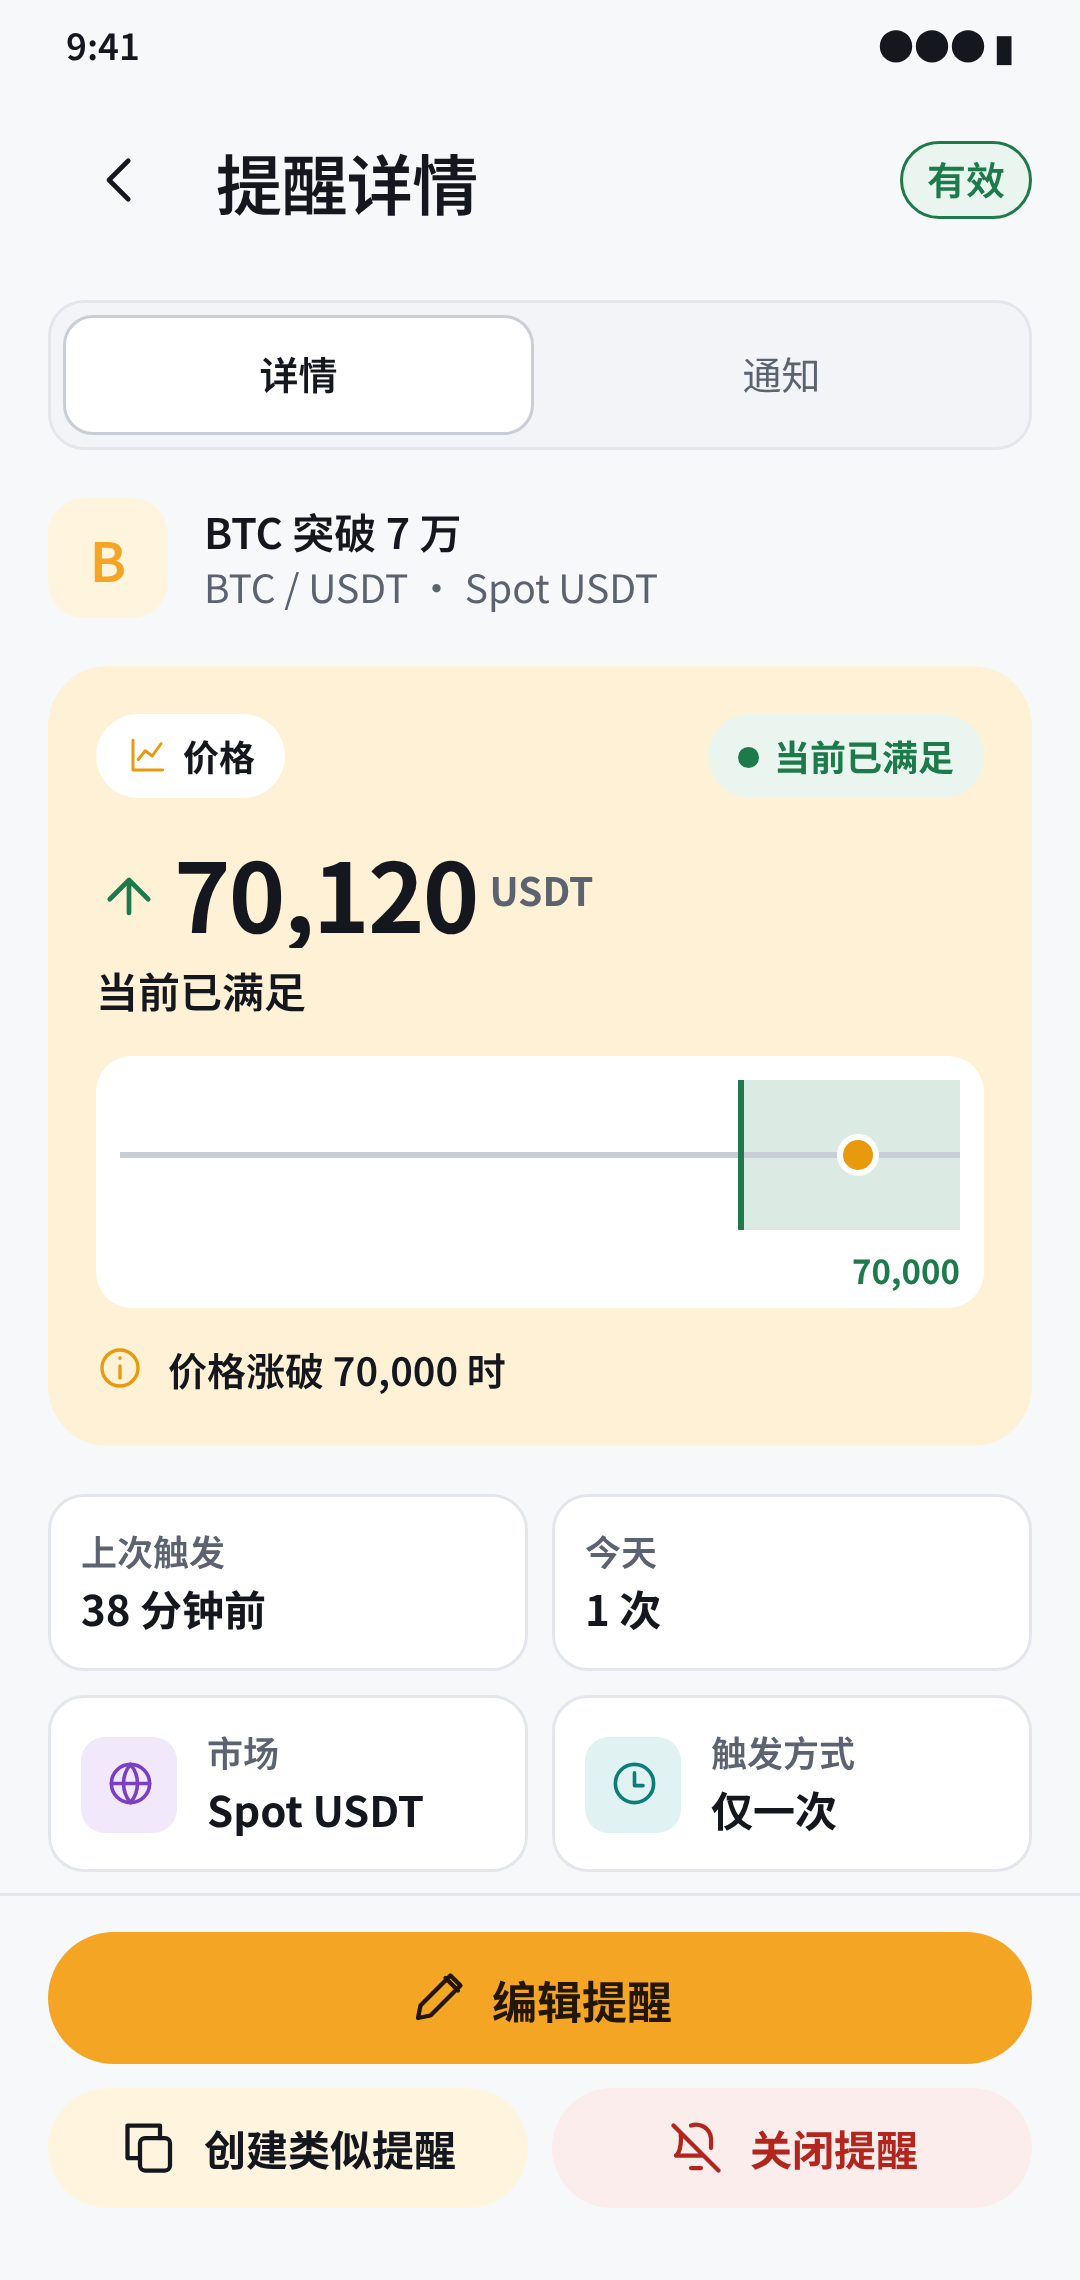 9:41
提醒详情
有效
详情
通知
B
BTC 突破 7 万
BTC / USDT • Spot USDT
价格
当前已满足
70,120 USDT
当前已满足
70,000
价格涨破 70,000 时
上次触发
38 分钟前
今天
1 次
市场
Spot USDT
触发方式
仅一次
编辑提醒
创建类似提醒
关闭提醒